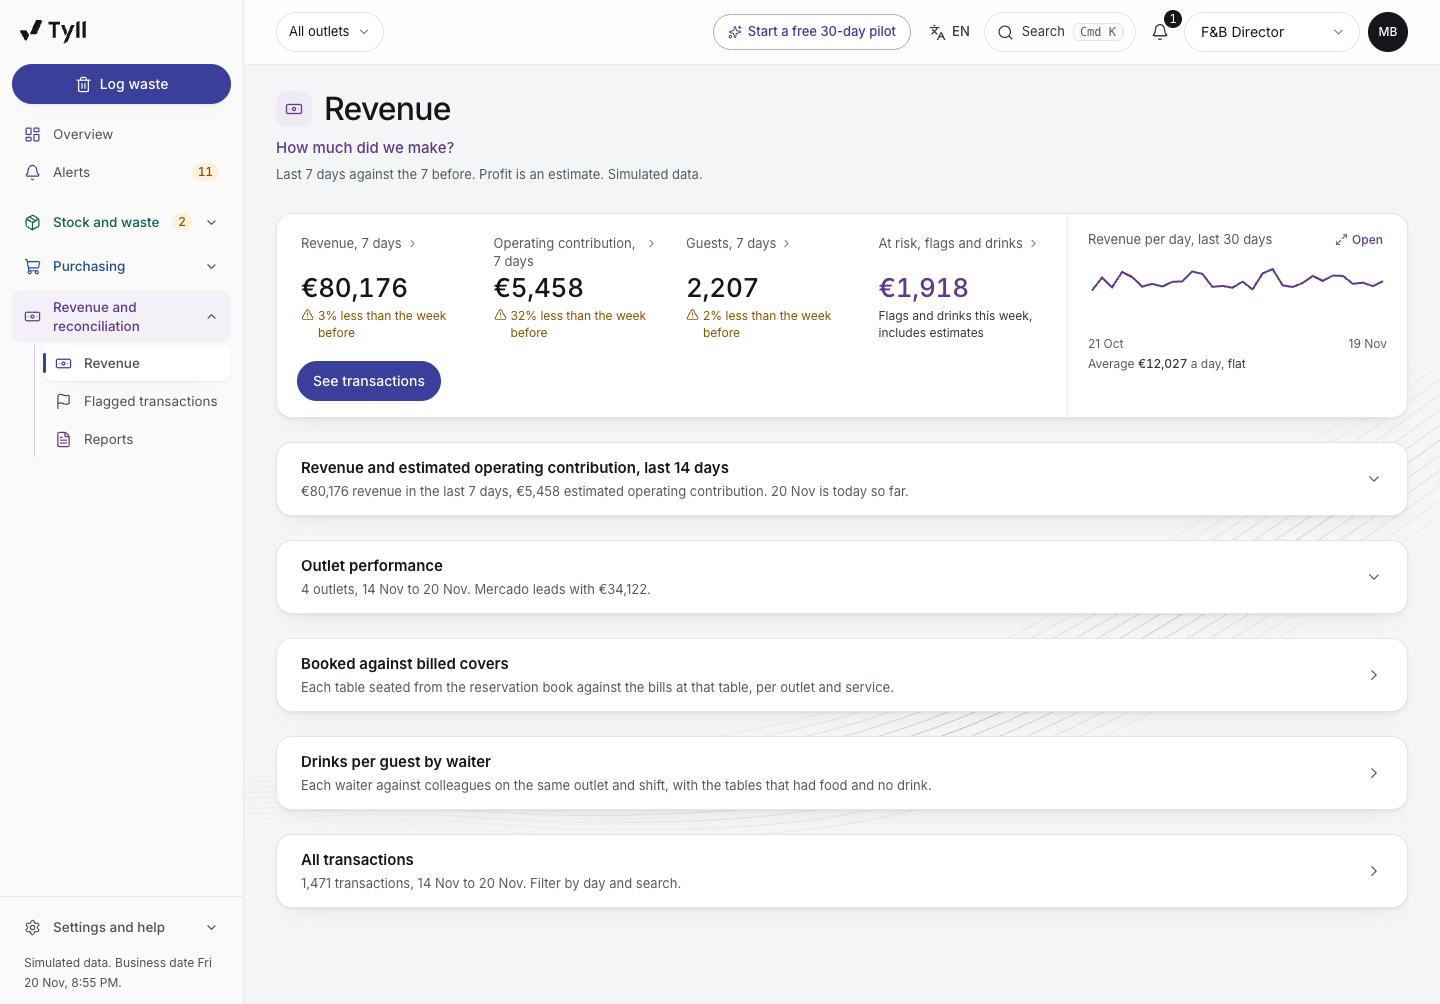 Tyll
Log waste
Overview
Alerts
11
Stock and waste
2
Purchasing
Revenue and
reconciliation
Revenue
Flagged transactions
Reports
Settings and help
Simulated data. Business date Fri
20 Nov, 8:55 PM.
All outlets
Start a free 30-day pilot
EN
Search
Cmd K
1
F&B Director
MB
Revenue
How much did we make?
Last 7 days against the 7 before. Profit is an estimate. Simulated data.
Revenue, 7 days
€80,176
3% less than the week
before
Operating contribution,
7 days
€5,458
32% less than the week
before
Guests, 7 days
2,207
2% less than the week
before
At risk, flags and drinks
€1,918
Flags and drinks this week,
includes estimates
See transactions
Revenue per day, last 30 days
Open
21 Oct
19 Nov
Average €12,027 a day, flat
Revenue and estimated operating contribution, last 14 days
€80,176 revenue in the last 7 days, €5,458 estimated operating contribution. 20 Nov is today so far.
Outlet performance
4 outlets, 14 Nov to 20 Nov. Mercado leads with €34,122.
Booked against billed covers
Each table seated from the reservation book against the bills at that table, per outlet and service.
Drinks per guest by waiter
Each waiter against colleagues on the same outlet and shift, with the tables that had food and no drink.
All transactions
1,471 transactions, 14 Nov to 20 Nov. Filter by day and search.